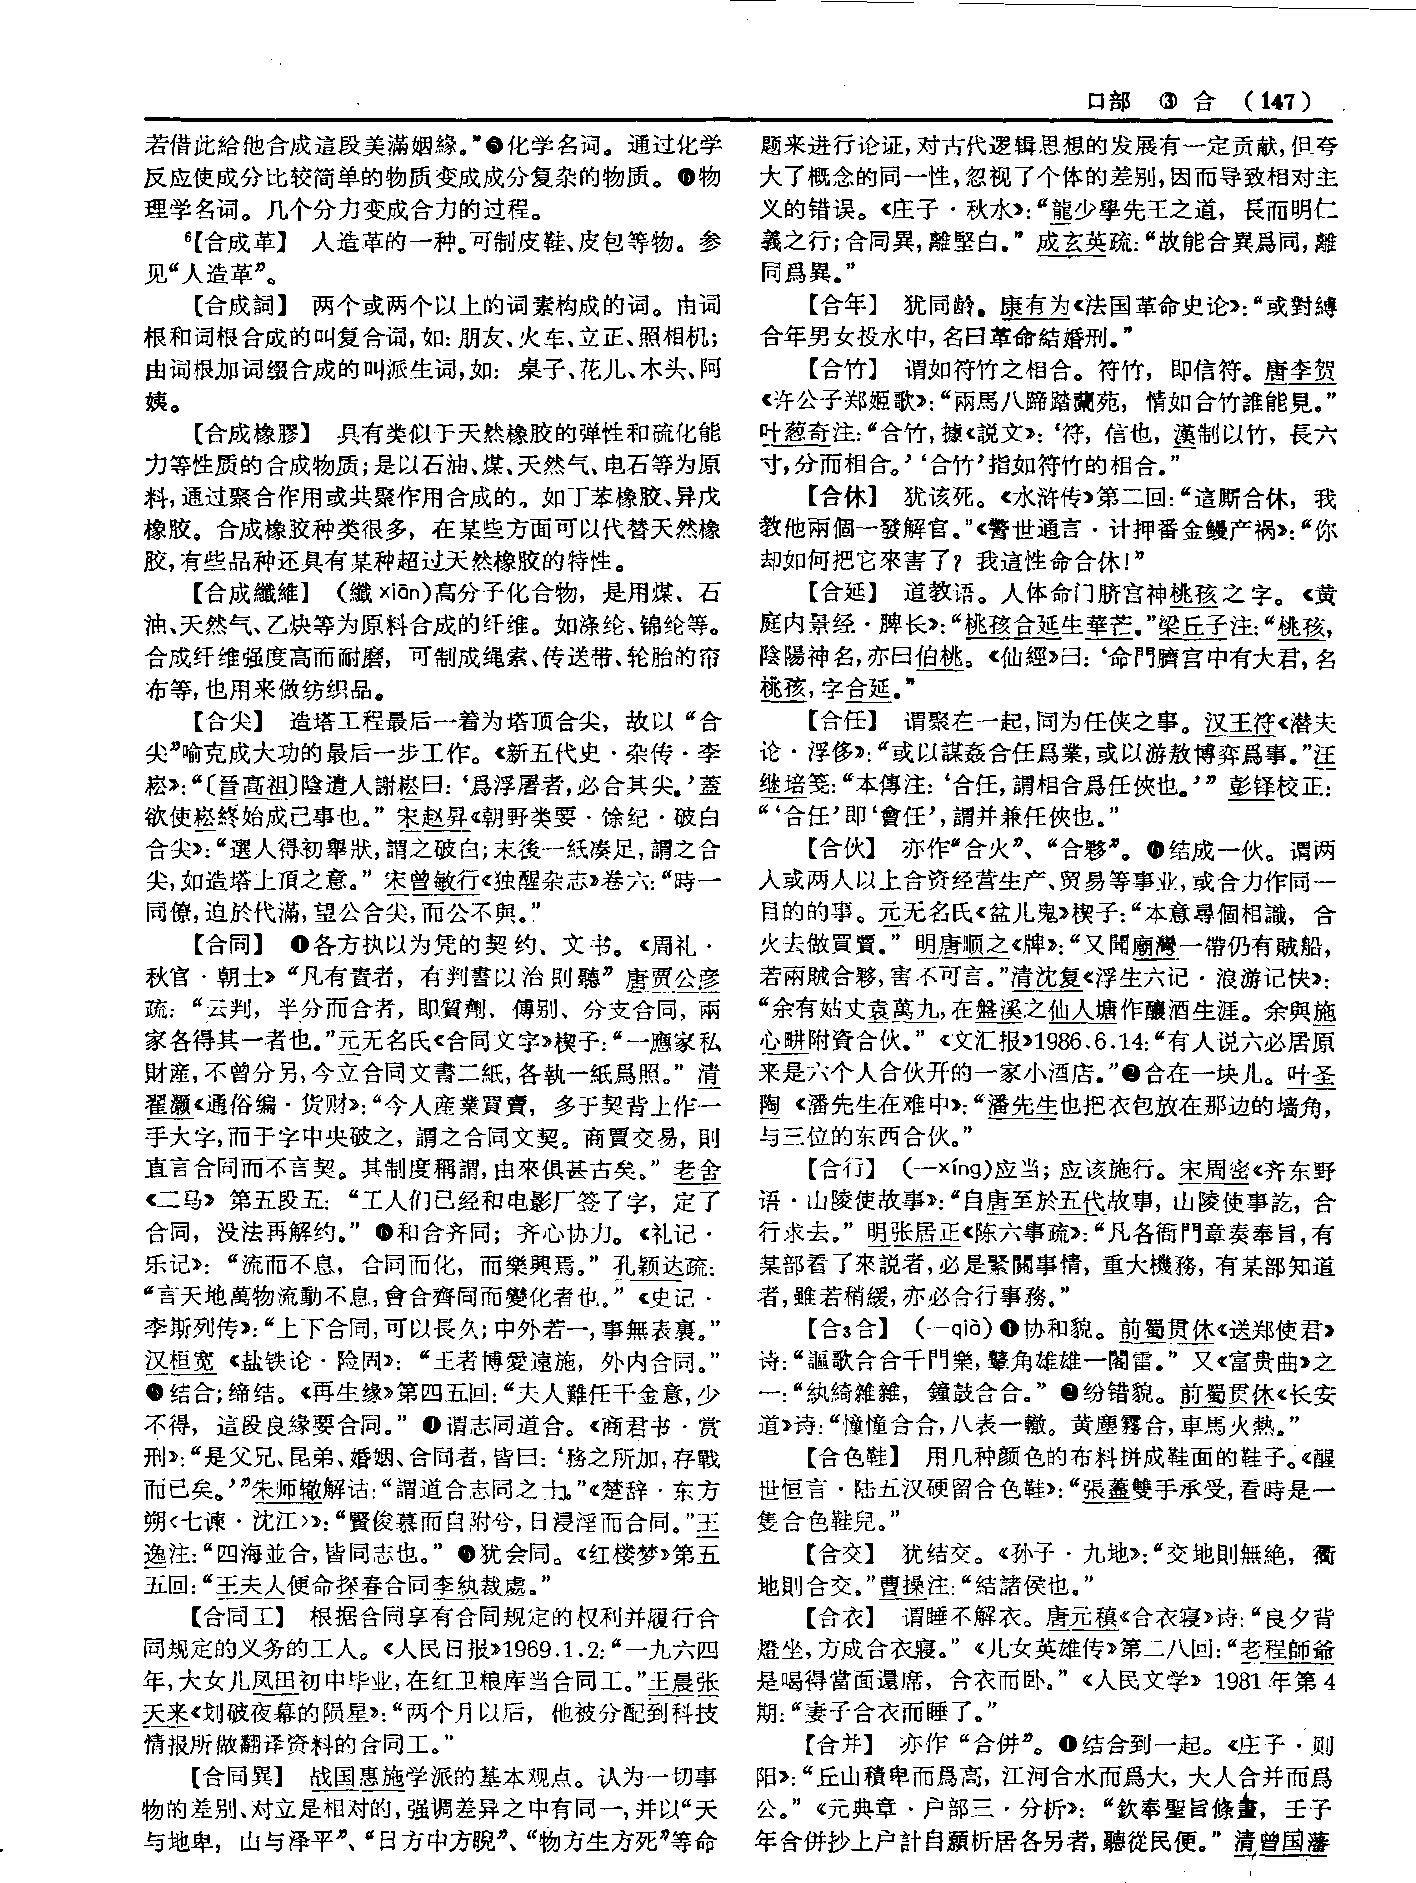 口部 ③ 合 (147)
若借此給他合成這段美滿姻緣。”❺化学名词。通过化学
反应使成分比较简单的物质变成成分复杂的物质。❻物
理学名词。几个分力变成合力的过程。
6【合成革】 人造革的一种。可制皮鞋、皮包等物。参
见“人造革”。
【合成詞】 两个或两个以上的词素构成的词。由词
根和词根合成的叫复合词,如:朋友、火车、立正、照相机;
由词根加词缀合成的叫派生词,如:桌子、花儿、木头、阿
姨。
【合成橡膠】 具有类似于天然橡胶的弹性和硫化能
力等性质的合成物质;是以石油、煤、天然气、电石等为原
料,通过聚合作用或共聚作用合成的。如丁苯橡胶、异戊
橡胶。合成橡胶种类很多,在某些方面可以代替天然橡
胶,有些品种还具有某种超过天然橡胶的特性。
【合成纖維】 (纖 xiān)高分子化合物,是用煤、石
油、天然气、乙炔等为原料合成的纤维。如涤纶、锦纶等。
合成纤维强度高而耐磨,可制成绳索、传送带、轮胎的帘
布等,也用来做纺织品。
【合尖】 造塔工程最后一着为塔顶合尖,故以“合
尖”喻克成大功的最后一步工作。《新五代史·杂传·李
崧》:“〔晉高祖〕陰遣人謝崧曰:‘爲浮屠者,必合其尖。’蓋
欲使崧終始成己事也。”宋赵昇《朝野类要·馀纪·破白
合尖》:“選人得初舉狀,謂之破白;末後一紙凑足,謂之合
尖,如造塔上頂之意。”宋曾敏行《独醒杂志》卷六:“時一
同僚,迫於代滿,望公合尖,而公不與。”
【合同】 ❶各方执以为凭的契约、文书。《周礼·
秋官·朝士》“凡有責者,有判書以治則聽”唐贾公彦
疏:“云判,半分而合者,即質劑、傅别、分支合同,兩
家各得其一者也。”元无名氏《合同文字》楔子:“一應家私
財産,不曾分另,今立合同文書二紙,各執一紙爲照。”清
翟灏《通俗编·货财》:“今人産業買賣,多于契背上作一
手大字,而于字中央破之,謂之合同文契。商賈交易,則
直言合同而不言契。其制度稱謂,由來俱甚古矣。”老舍
《二马》第五段五:“工人们已经和电影厂签了字,定了
合同,没法再解约。”❷和合齐同;齐心协力。《礼记·
乐记》:“流而不息,合同而化,而樂興焉。”孔颖达疏:
“言天地萬物流動不息,會合齊同而變化者也。”《史记·
李斯列传》:“上下合同,可以長久;中外若一,事無表裏。”
汉桓宽《盐铁论·险固》:“王者博愛遠施,外内合同。”
❸结合;缔结。《再生缘》第四五回:“夫人難任千金意,少
不得,這段良缘要合同。”❹谓志同道合。《商君书·赏
刑》:“是父兄、昆弟、婚姻、合同者,皆曰:‘務之所加,存戰
而已矣。’”朱师辙解诂:“謂道合志同之士。”《楚辞·东方
朔〈七谏·沈江〉》:“賢俊慕而自附兮,日浸淫而合同。”王
逸注:“四海並合,皆同志也。”❺犹会同。《红楼梦》第五
五回:“王夫人便命探春合同李紈裁處。”
【合同工】 根据合同享有合同规定的权利并履行合
同规定的义务的工人。《人民日报》1969.1.2:“一九六四
年,大女儿凤田初中毕业,在红卫粮库当合同工。”王晨张
天来《划破夜幕的陨星》:“两个月以后,他被分配到科技
情报所做翻译资料的合同工。”
【合同異】 战国惠施学派的基本观点。认为一切事
物的差别、对立是相对的,强调差异之中有同一,并以“天
与地卑,山与泽平”、“日方中方睨”、“物方生方死”等命
题来进行论证,对古代逻辑思想的发展有一定贡献,但夸
大了概念的同一性,忽视了个体的差别,因而导致相对主
义的错误。《庄子·秋水》:“龍少學先王之道,長而明仁
義之行;合同異,離堅白。”成玄英疏:“故能合異爲同,離
同爲異。”
【合年】 犹同龄。康有为《法国革命史论》:“或對縛
合年男女投水中,名曰革命結婚刑。”
【合竹】 谓如符竹之相合。符竹,即信符。唐李贺
《许公子郑姬歌》:“兩馬八蹄踏蘭苑,情如合竹誰能見。”
叶葱奇注:“合竹,據《説文》:‘符,信也,漢制以竹,長六
寸,分而相合。’‘合竹’指如符竹的相合。”
【合休】 犹该死。《水浒传》第二回:“這厮合休,我
教他兩個一發解官。”《警世通言·计押番金鳗产祸》:“你
却如何把它來害了?我這性命合休!”
【合延】 道教语。人体命门脐宫神桃孩之字。《黄
庭内景经·脾长》:“桃孩合延生華芒。”梁丘子注:“桃孩,
陰陽神名,亦曰伯桃。《仙經》曰:‘命門臍宫中有大君,名
桃孩,字合延。”
【合任】 谓聚在一起,同为任侠之事。汉王符《潜夫
论·浮侈》:“或以謀姦合任爲業,或以游敖博弈爲事。”汪
继培笺:“本傳注:‘合任,謂相合爲任俠也。’”彭铎校正:
“‘合任’即‘會任’,謂并兼任俠也。”
【合伙】 亦作“合火”、“合夥”。❶结成一伙。谓两
人或两人以上合资经营生产、贸易等事业,或合力作同一
目的的事。元无名氏《盆儿鬼》楔子:“本意尋個相識,合
火去做買賣。”明唐顺之《牌》:“又聞廟灣一帶仍有賊船,
若兩賊合夥,害不可言。”清沈复《浮生六记·浪游记快》:
“余有姑丈袁萬九,在盤溪之仙人塘作釀酒生涯。余與施
心耕附資合伙。”《文汇报》1986.6.14:“有人说六必居原
来是六个人合伙开的一家小酒店。”❷合在一块儿。叶圣
陶《潘先生在难中》:“潘先生也把衣包放在那边的墙角,
与三位的东西合伙。”
【合行】 (—xíng)应当;应该施行。宋周密《齐东野
语·山陵使故事》:“自唐至於五代故事,山陵使事訖,合
行求去。”明张居正《陈六事疏》:“凡各衙門章奏奉旨,有
某部看了來説者,必是緊關事情,重大機務,有某部知道
者,雖若稍緩,亦必合行事務。”
【合3合】 (—qià)❶协和貌。前蜀贯休《送郑使君》
诗:“謳歌合合千門樂,鼙角雄雄一閣雷。”又《富贵曲》之
一:“紈綺雜雜,鐘鼓合合。”❷纷错貌。前蜀贯休《长安
道》诗:“憧憧合合,八表一轍。黄塵霧合,車馬火熱。”
【合色鞋】 用几种颜色的布料拼成鞋面的鞋子。《醒
世恒言·陆五汉硬留合色鞋》:“張藎雙手承受,看時是一
隻合色鞋兒。”
【合交】 犹结交。《孙子·九地》:“交地則無絶,衢
地則合交。”曹操注:“結諸侯也。”
【合衣】 谓睡不解衣。唐元稹《合衣寝》诗:“良夕背
燈坐,方成合衣寢。”《儿女英雄传》第二八回:“老程師爺
是喝得當面還席,合衣而卧。”《人民文学》1981年第4
期:“妻子合衣而睡了。”
【合并】 亦作“合併”。❶结合到一起。《庄子·则
阳》:“丘山積卑而爲高,江河合水而爲大,大人合并而爲
公。”《元典章·户部三·分析》:“欽奉聖旨條畫,壬子
年合併抄上户計自願析居各另者,聽從民便。”清曾国藩